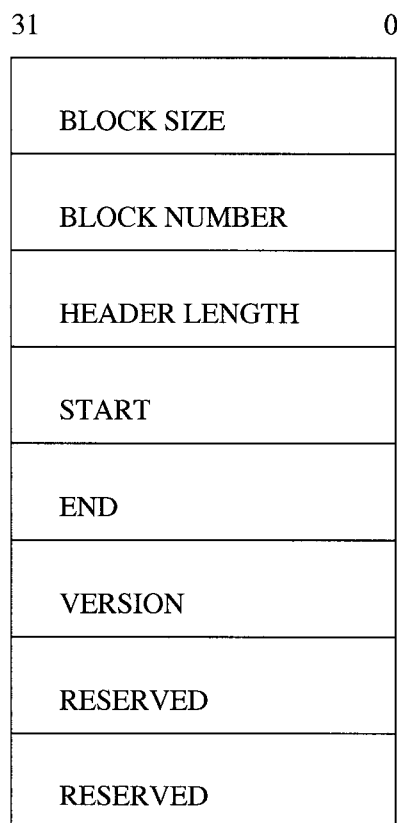 31 0
BLOCK SIZE
BLOCK NUMBER
HEADER LENGTH
START
END
VERSION
RESERVED
RESERVED